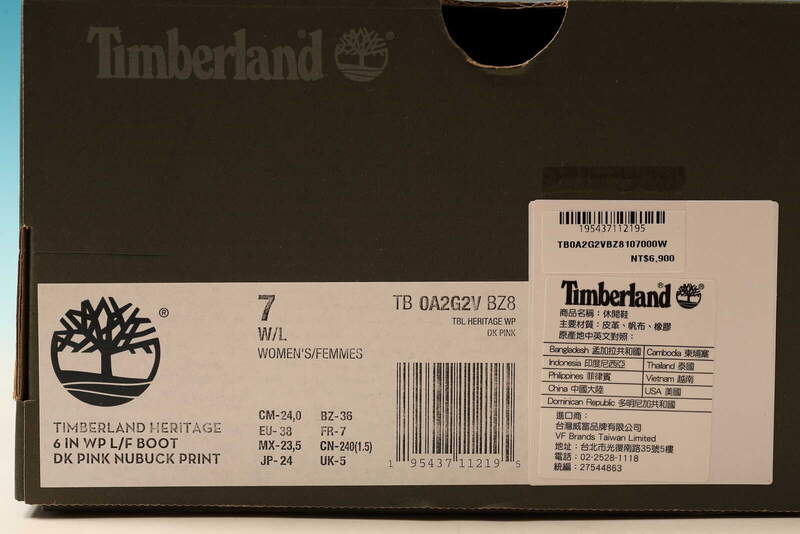 Timberland
®
7
W/L
WOMEN'S/FEMMES
TB 0A2G2V BZ8
TBL HERITAGE WP
DK PINK
TIMBERLAND HERITAGE
6 IN WP L/F BOOT
DK PINK NUBUCK PRINT
CM-24,0 BZ-36
EU-38 FR-7
MX-23,5 CN-240(1.5)
JP-24 UK-5
1 95437 11219 5
195437112195
TB0A2G2VBZ8107000W
NT$6,900
Timberland®
商品名稱：休閒鞋
主要材質：皮革、帆布、橡膠
原產地中英文對照：
Bangladesh 孟加拉共和國 Cambodia 柬埔寨
Indonesia 印度尼西亞 Thailand 泰國
Philippines 菲律賓 Vietnam 越南
China 中國大陸 USA 美國
Dominican Republic 多明尼加共和國
進口商：
台灣威富品牌有限公司
VF Brands Taiwan Limited
地址：台北市光復南路35號5樓
電話：02-2528-1118
統編：27544863